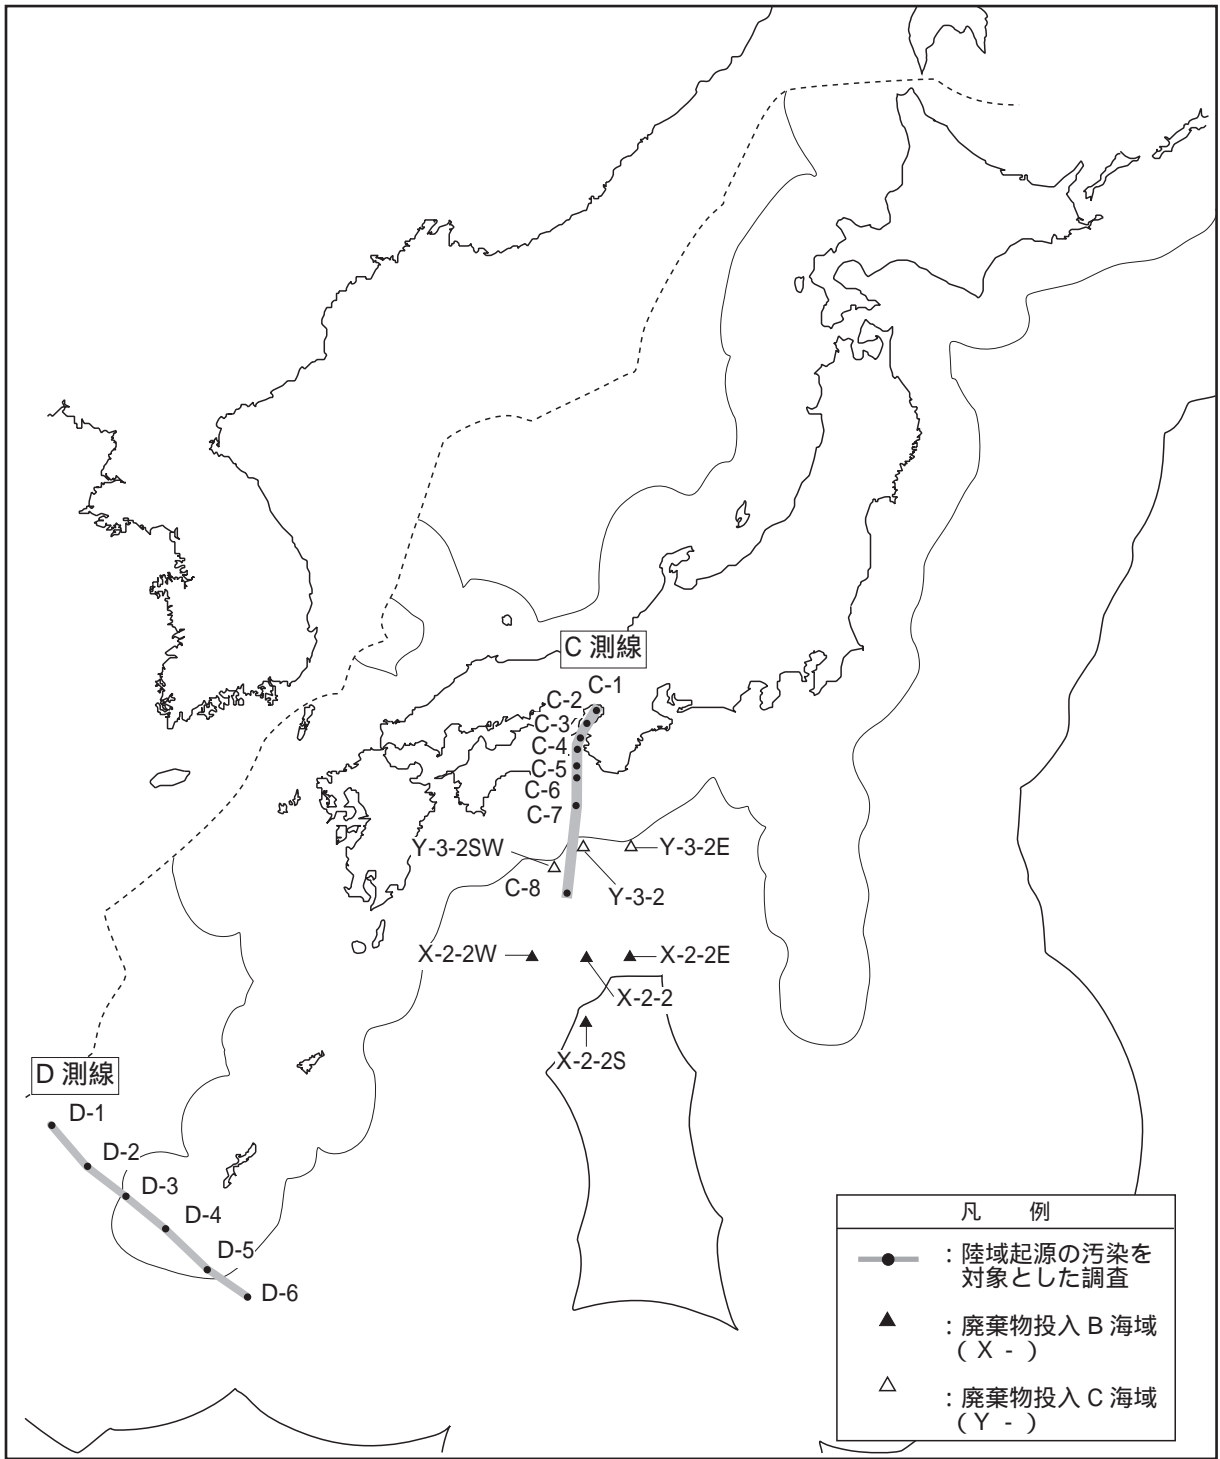 C 測線
C-1
C-2
C-3
C-4
C-5
C-6
C-7
Y-3-2SW
Y-3-2E
C-8
Y-3-2
X-2-2W
X-2-2E
X-2-2
X-2-2S
D 測線
D-1
D-2
D-3
D-4
D-5
D-6
凡 例
：陸域起源の汚染を
対象とした調査
：廃棄物投入 B 海域
（ X - ）
：廃棄物投入 C 海域
（ Y - ）